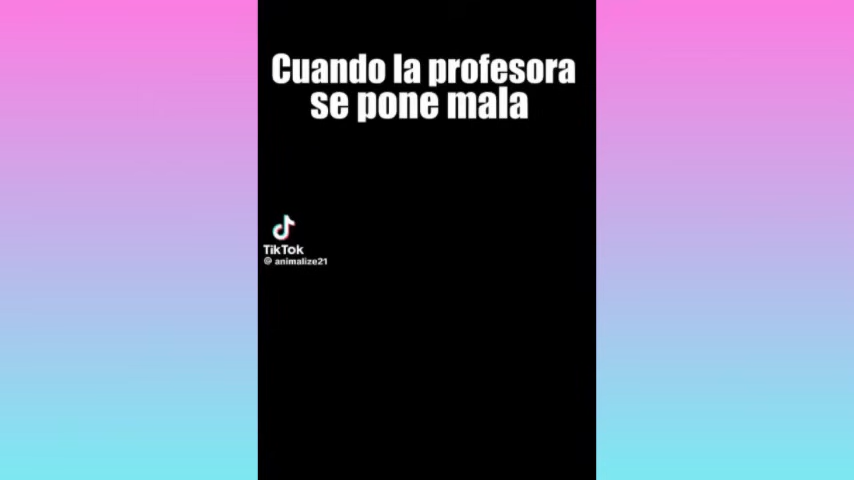 Cuando la profesora
se pone mala
TikTok
@ animalize21